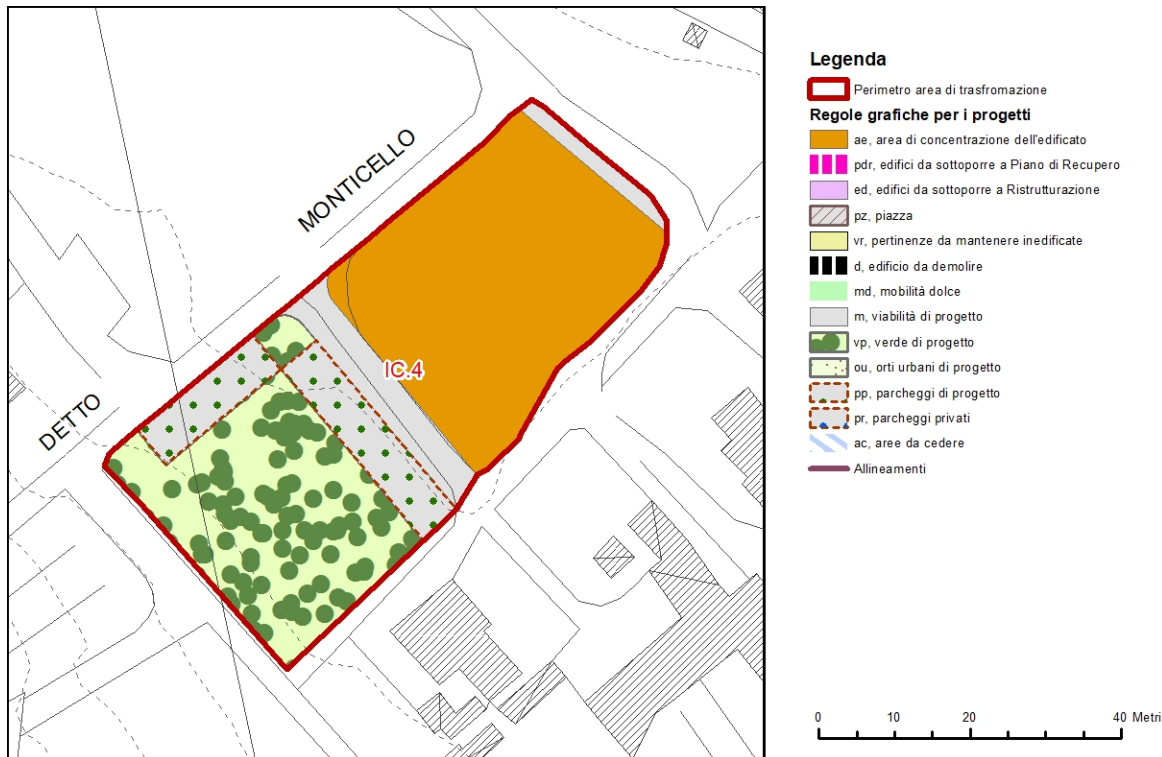 MONTICELLO
DETTO
IC.4
Legenda
Perimetro area di trasfromazione
Regole grafiche per i progetti
ae, area di concentrazione dell'edificato
pdr, edifici da sottoporre a Piano di Recupero
ed, edifici da sottoporre a Ristrutturazione
pz, piazza
vr, pertinenze da mantenere inedificate
d, edificio da demolire
md, mobilità dolce
m, viabilità di progetto
vp, verde di progetto
ou, orti urbani di progetto
pp, parcheggi di progetto
pr, parcheggi privati
ac, aree da cedere
Allineamenti
0 10 20 40 Metri